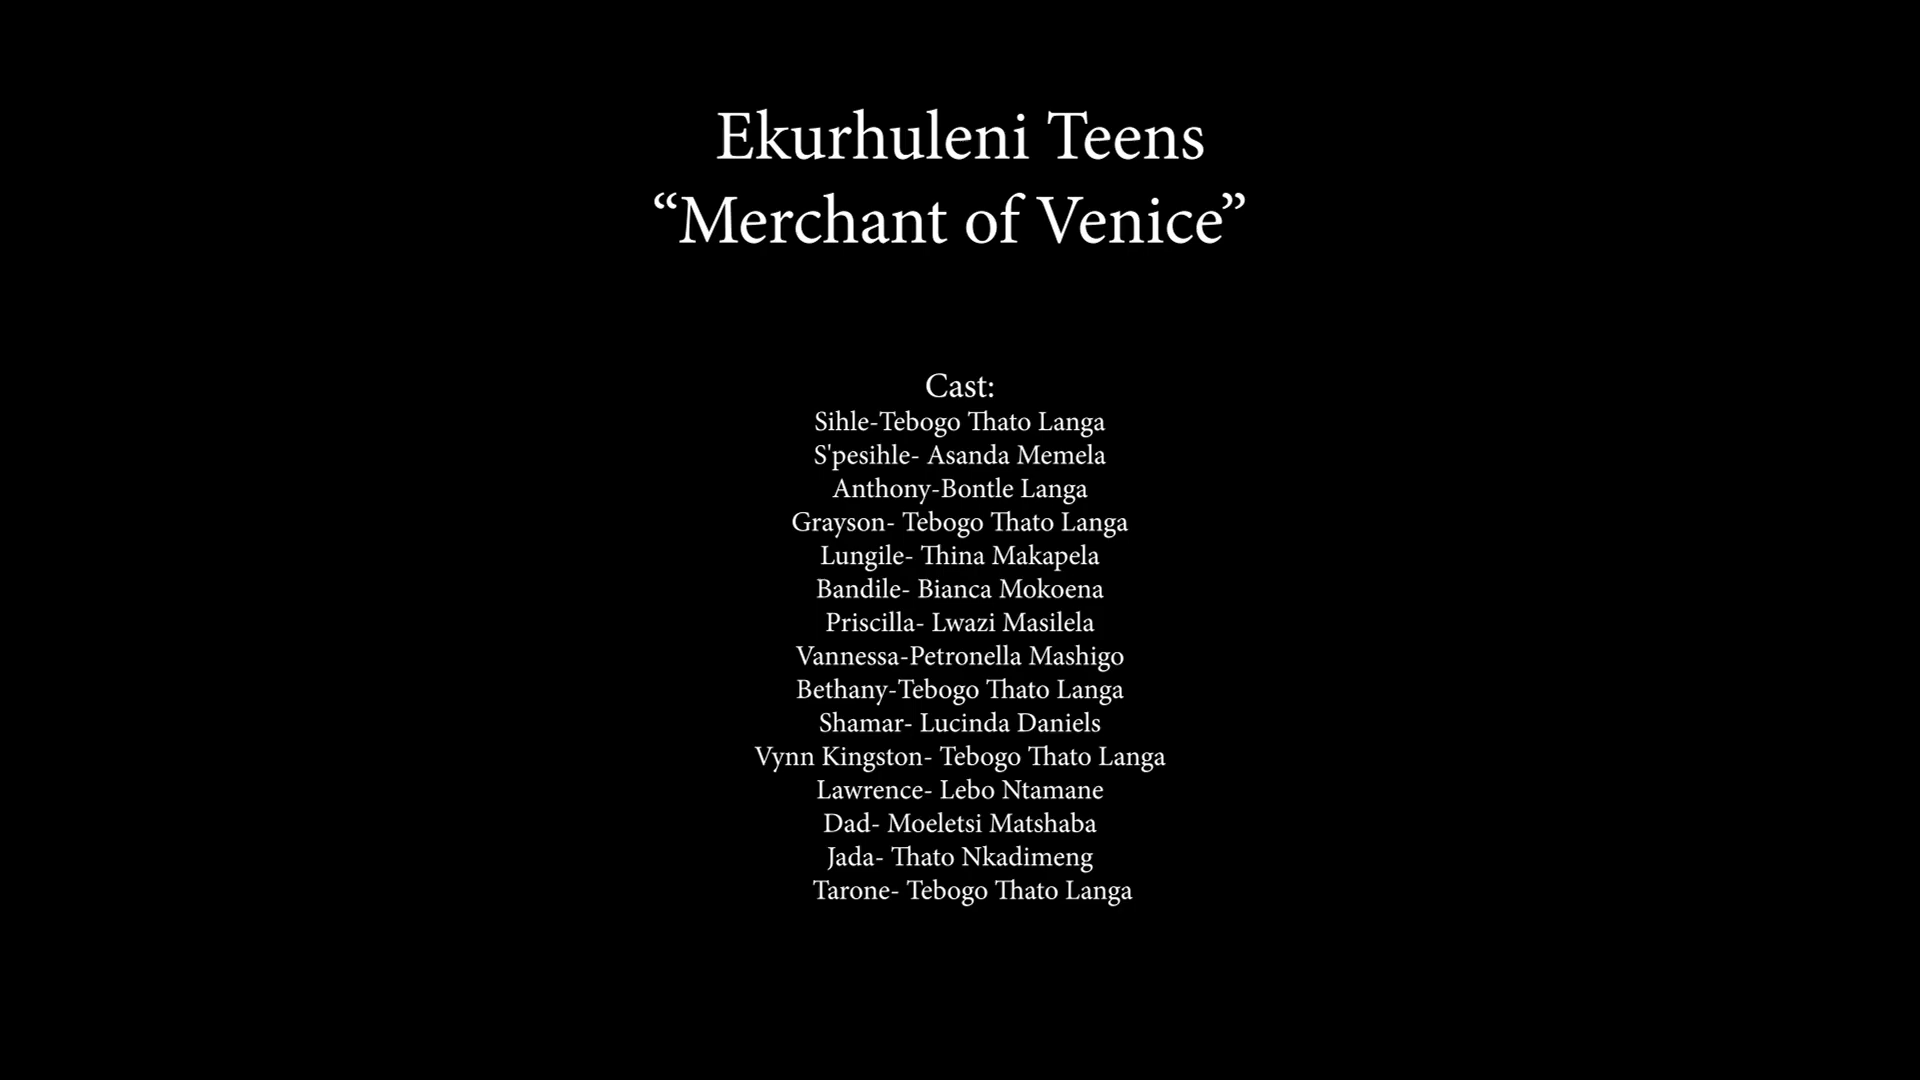 Ekurhuleni Teens
“Merchant of Venice”
Cast:
Sihle-Tebogo Thato Langa
S'pesihle- Asanda Memela
Anthony-Bontle Langa
Grayson- Tebogo Thato Langa
Lungile- Thina Makapela
Bandile- Bianca Mokoena
Priscilla- Lwazi Masilela
Vannessa-Petronella Mashigo
Bethany-Tebogo Thato Langa
Shamar- Lucinda Daniels
Vynn Kingston- Tebogo Thato Langa
Lawrence- Lebo Ntamane
Dad- Moeletsi Matshaba
Jada- Thato Nkadimeng
Tarone- Tebogo Thato Langa